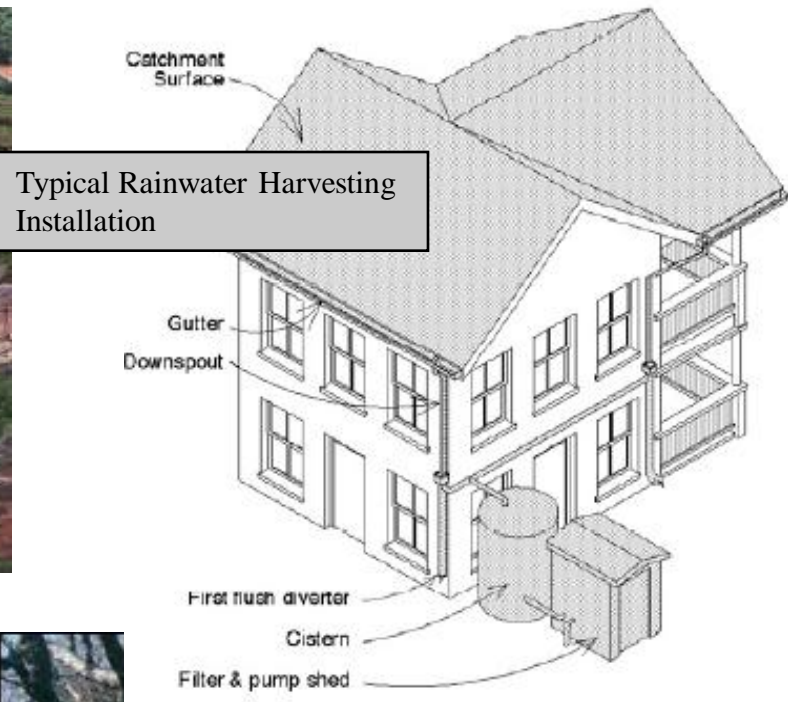 Catchment
Surface
Typical Rainwater Harvesting
Installation
Gutter
Downspout
First flush diverter
Cistern
Filter & pump shed